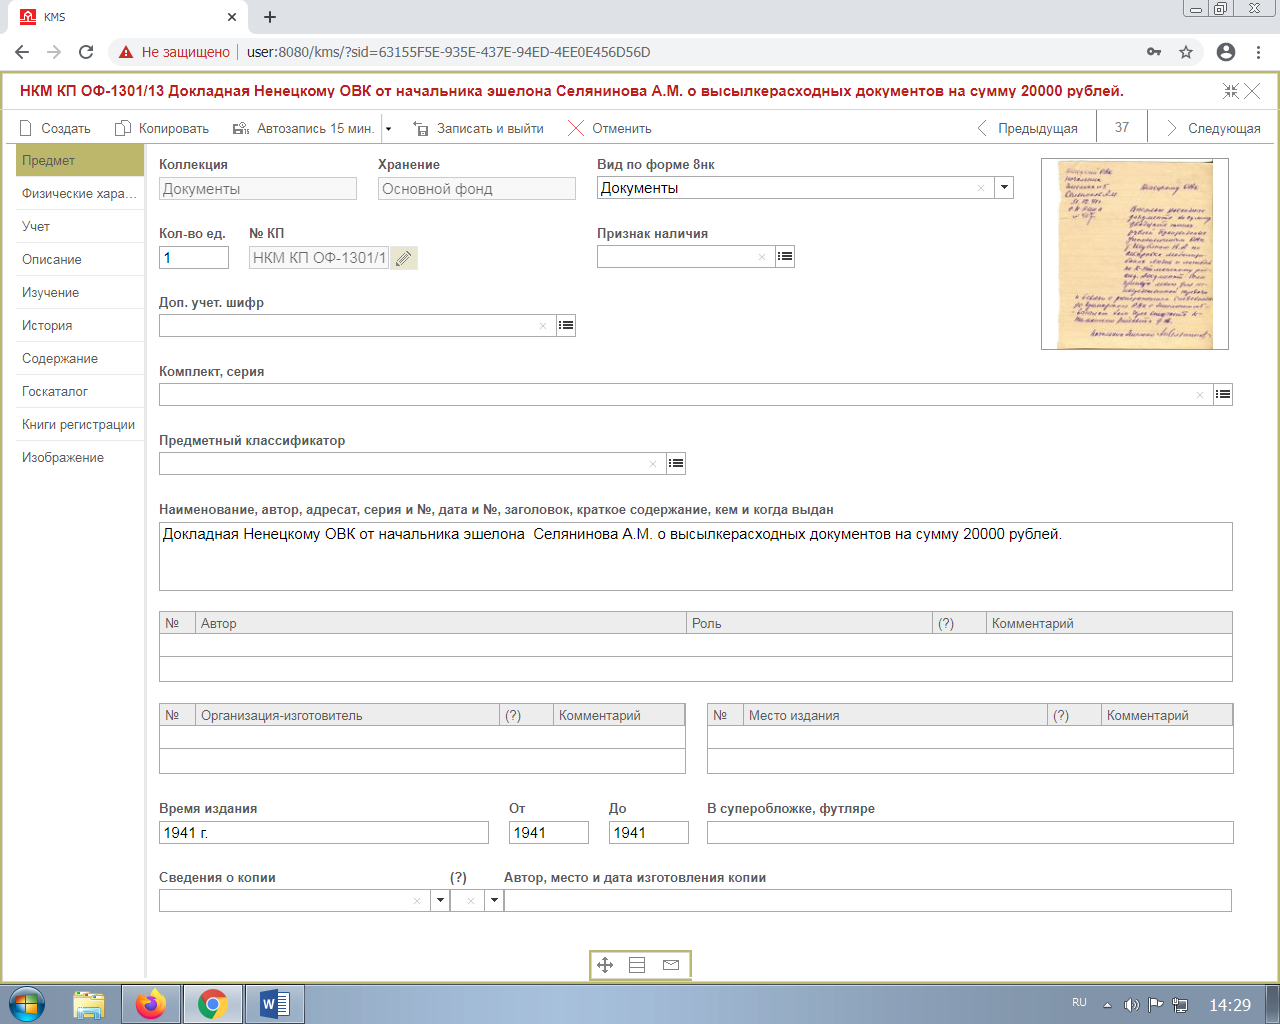 KMS
Не защищено
user:8080/kms/?sid=63155F5E-935E-437E-94ED-4EE0E456D56D
НКМ КП ОФ-1301/13 Докладная Ненецкому ОВК от начальника эшелона Селянинова А.М. о высылкерасходных документов на сумму 20000 рублей.
Создать Копировать Автозапись 15 мин. Записать и выйти Отменить Предыдущая 37 Следующая
Предмет
Физические хара...
Учет
Описание
Изучение
История
Содержание
Госкаталог
Книги регистрации
Изображение
Коллекция Хранение Вид по форме 8нк
Документы Основной фонд Документы
Кол-во ед. № КП Признак наличия
1 НКМ КП ОФ-1301/1
Доп. учет. шифр
Комплект, серия
Предметный классификатор
Наименование, автор, адресат, серия и №, дата и №, заголовок, краткое содержание, кем и когда выдан
Докладная Ненецкому ОВК от начальника эшелона  Селянинова А.М. о высылкерасходных документов на сумму 20000 рублей.
№ Автор Роль (?) Комментарий
№ Организация-изготовитель (?) Комментарий № Место издания (?) Комментарий
Время издания От До В суперобложке, футляре
1941 г. 1941 1941
Сведения о копии (?) Автор, место и дата изготовления копии
RU 14:29